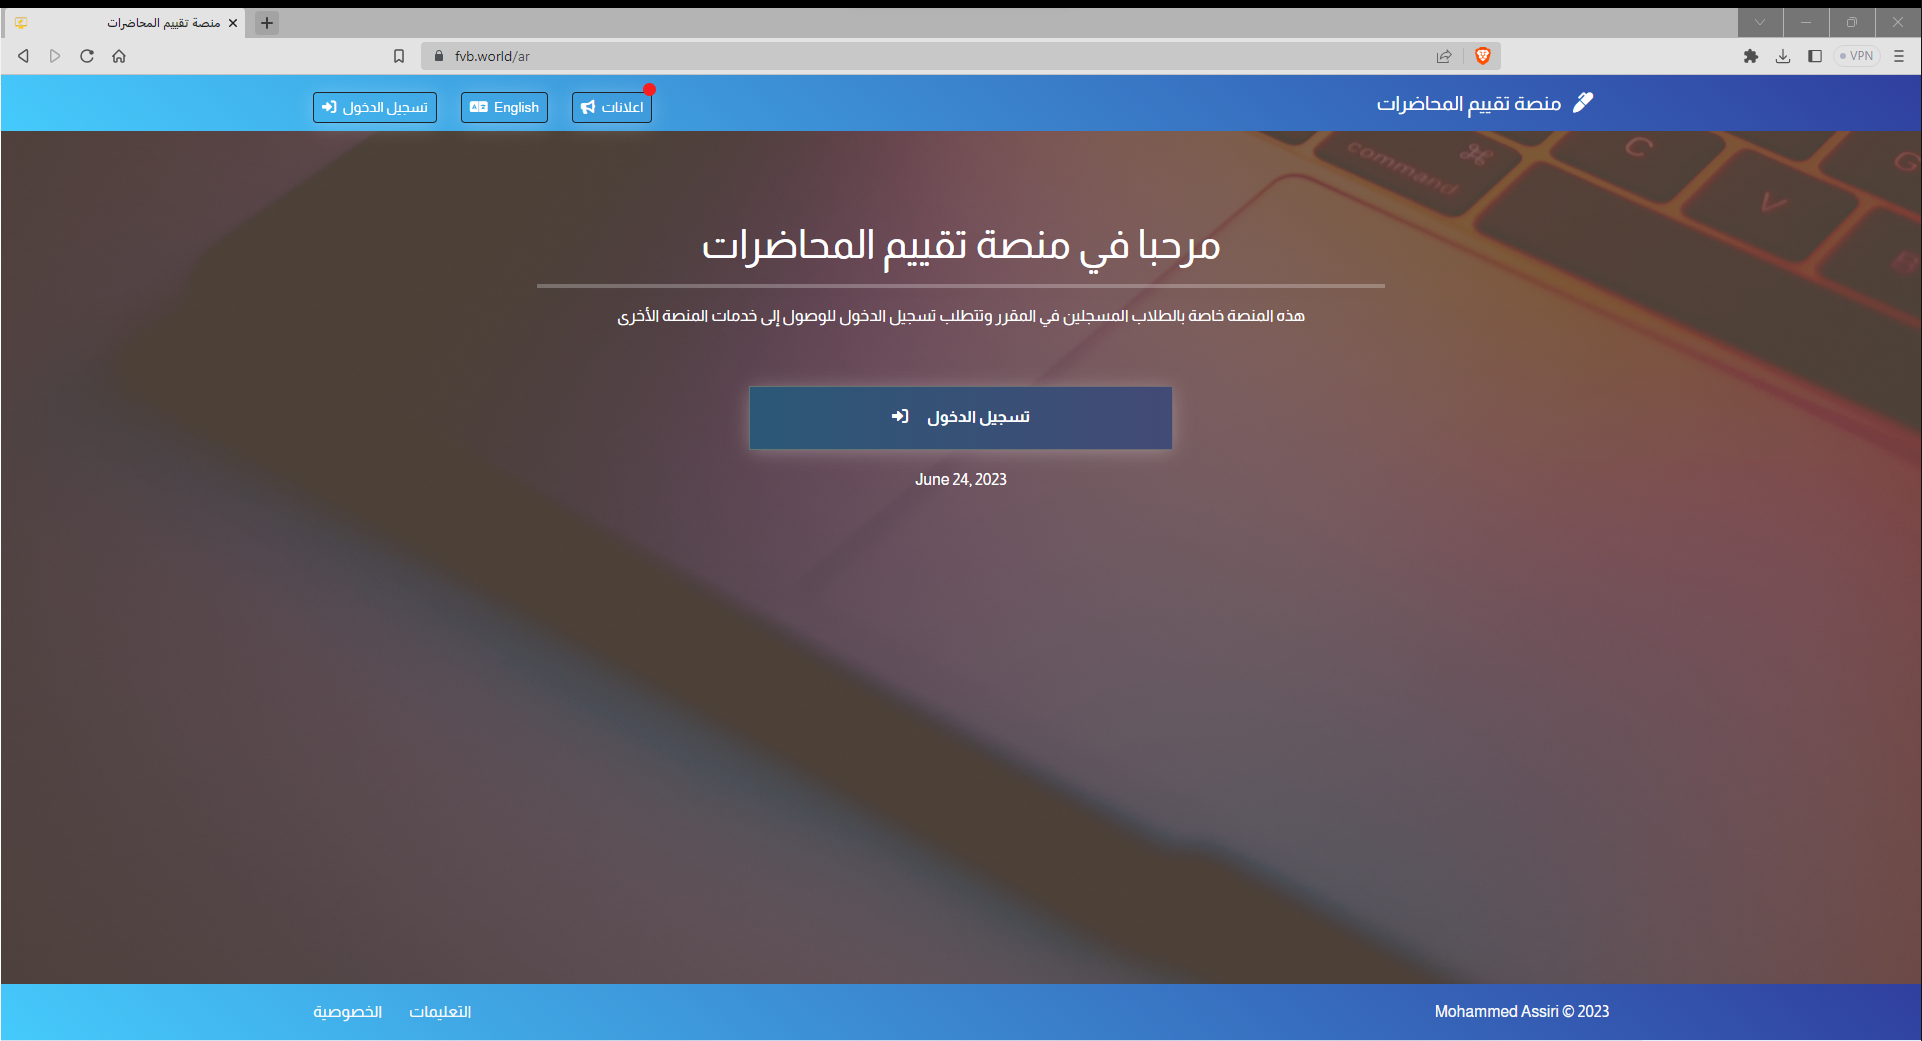 منصة تقييم المحاضرات
fvb.world/ar
VPN
منصة تقييم المحاضرات
اعلانات
English
تسجيل الدخول
command ⌘ C V G B
مرحبا في منصة تقييم المحاضرات
هذه المنصة خاصة بالطلاب المسجلين في المقرر وتتطلب تسجيل الدخول للوصول إلى خدمات المنصة الأخرى
تسجيل الدخول
June 24, 2023
Mohammed Assiri © 2023
التعليمات
الخصوصية